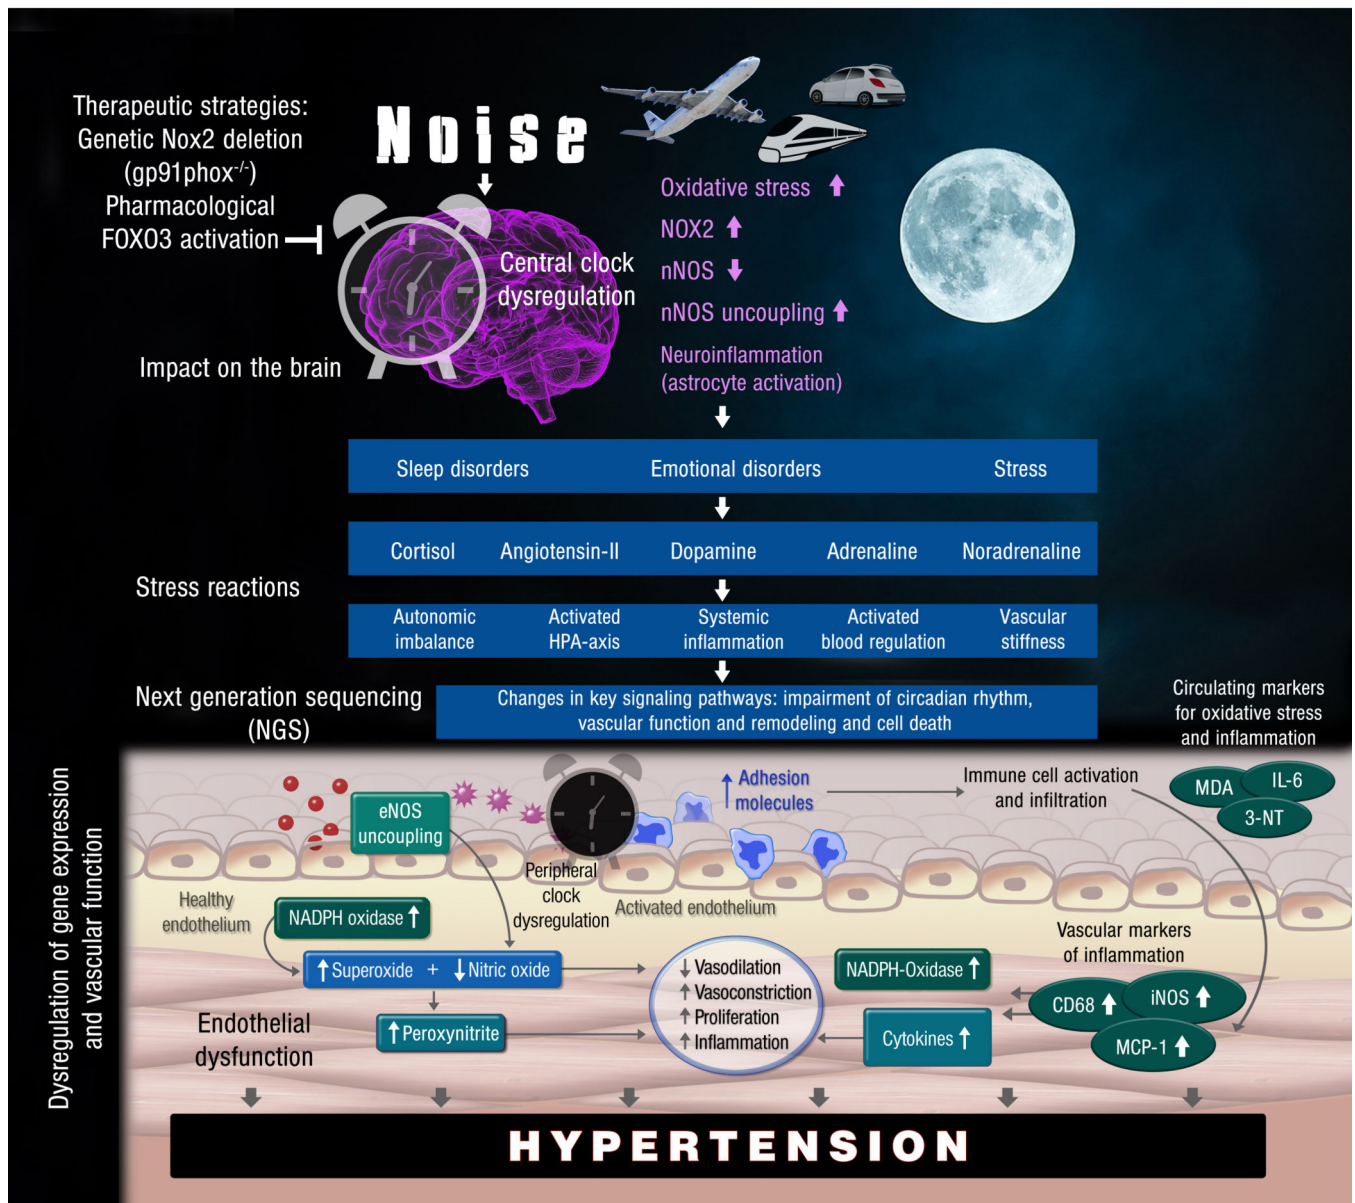 Therapeutic strategies:
Genetic Nox2 deletion
(gp91phox-/-)
Pharmacological
FOXO3 activation
Noise
Central clock
dysregulation
Impact on the brain
Oxidative stress ↑
NOX2 ↑
nNOS ↓
nNOS uncoupling ↑
Neuroinflammation
(astrocyte activation)
Sleep disorders Emotional disorders Stress
Cortisol Angiotensin-II Dopamine Adrenaline Noradrenaline
Stress reactions
Autonomic
imbalance
Activated
HPA-axis
Systemic
inflammation
Activated
blood regulation
Vascular
stiffness
Next generation sequencing
(NGS)
Changes in key signaling pathways: impairment of circadian rhythm,
vascular function and remodeling and cell death
Circulating markers
for oxidative stress
and inflammation
MDA
IL-6
3-NT
Dysregulation of gene expression
and vascular function
eNOS
uncoupling
↑ Adhesion
molecules
Immune cell activation
and infiltration
Peripheral
clock
dysregulation
Healthy
endothelium
Activated endothelium
NADPH oxidase ↑
↑ Superoxide + ↓ Nitric oxide
↑ Peroxynitrite
Endothelial
dysfunction
↓ Vasodilation
↑ Vasoconstriction
↑ Proliferation
↑ Inflammation
NADPH-Oxidase ↑
Cytokines ↑
Vascular markers
of inflammation
CD68 ↑
iNOS ↑
MCP-1 ↑
HYPERTENSION